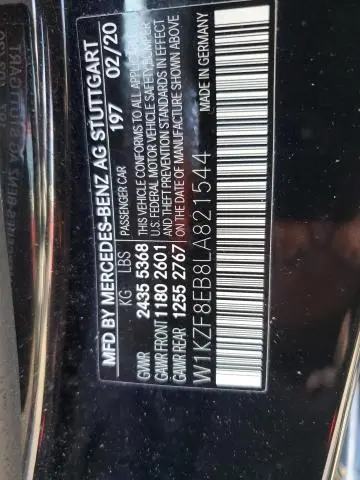 MFD BY MERCEDES-BENZ AG STUTTGART
197 02/20
PASSENGER CAR
KG LBS
GVWR 2435 5368
GAWR FRONT 1180 2601
GAWR REAR 1255 2767
THIS VEHICLE CONFORMS TO ALL APPLICABLE
U.S. FEDERAL MOTOR VEHICLE SAFETY, BUMPER
AND THEFT PREVENTION STANDARDS IN EFFECT
ON THE DATE OF MANUFACTURE SHOWN ABOVE
W1KZF8EB8LA821544
MADE IN GERMANY